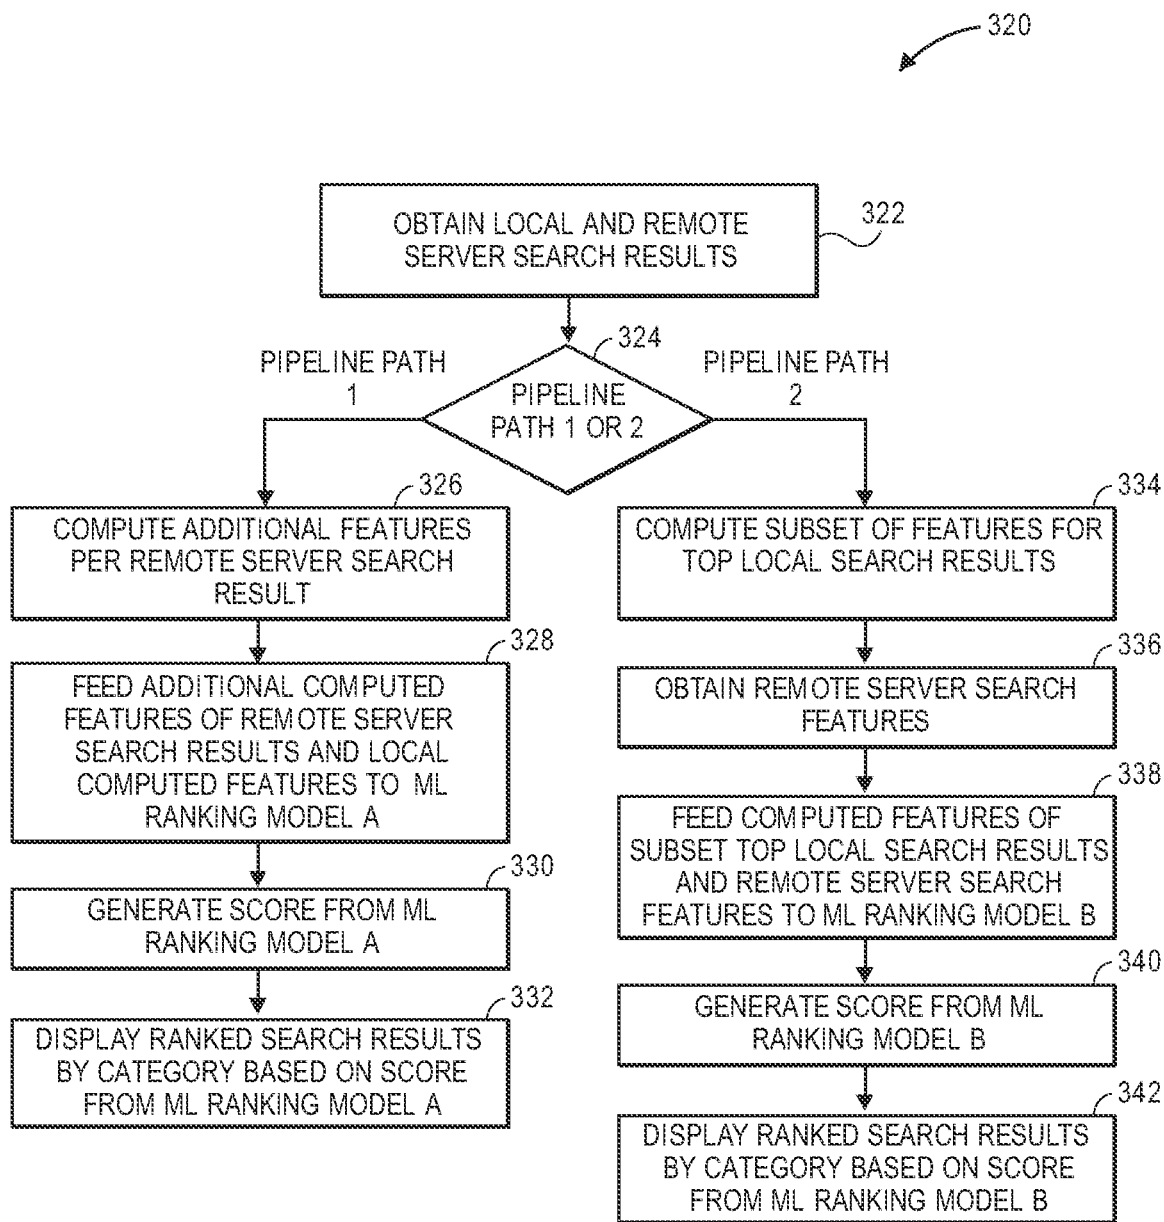 320
OBTAIN LOCAL AND REMOTE
SERVER SEARCH RESULTS
322
324
PIPELINE PATH
1
PIPELINE
PATH 1 OR 2
PIPELINE PATH
2
326
COMPUTE ADDITIONAL FEATURES
PER REMOTE SERVER SEARCH
RESULT
328
FEED ADDITIONAL COMPUTED
FEATURES OF REMOTE SERVER
SEARCH RESULTS AND LOCAL
COMPUTED FEATURES TO ML
RANKING MODEL A
330
GENERATE SCORE FROM ML
RANKING MODEL A
332
DISPLAY RANKED SEARCH RESULTS
BY CATEGORY BASED ON SCORE
FROM ML RANKING MODEL A
334
COMPUTE SUBSET OF FEATURES FOR
TOP LOCAL SEARCH RESULTS
336
OBTAIN REMOTE SERVER SEARCH
FEATURES
338
FEED COMPUTED FEATURES OF
SUBSET TOP LOCAL SEARCH RESULTS
AND REMOTE SERVER SEARCH
FEATURES TO ML RANKING MODEL B
340
GENERATE SCORE FROM ML
RANKING MODEL B
342
DISPLAY RANKED SEARCH RESULTS
BY CATEGORY BASED ON SCORE
FROM ML RANKING MODEL B